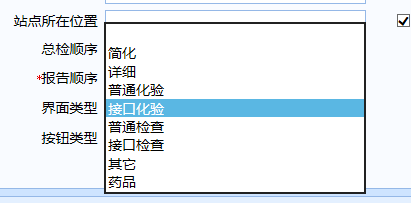 站点所在位置
总检顺序
*报告顺序
界面类型
按钮类型
简化
详细
普通化验
接口化验
普通检查
接口检查
其它
药品